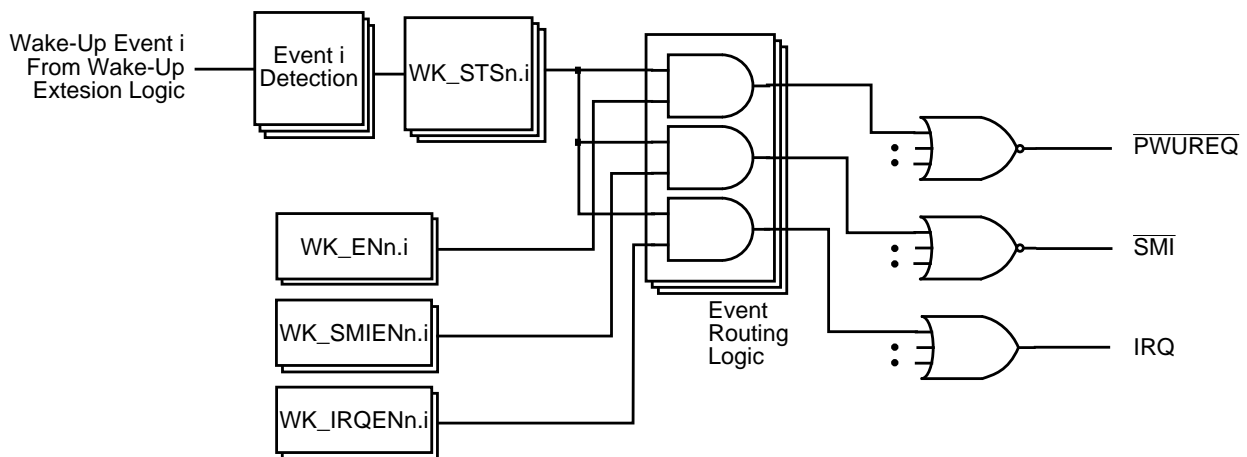 Wake-Up Event i
From Wake-Up
Extesion Logic
Event i
Detection
WK_STSn.i
WK_ENn.i
WK_SMIENn.i
WK_IRQENn.i
Event
Routing
Logic
PWUREQ
SMI
IRQ